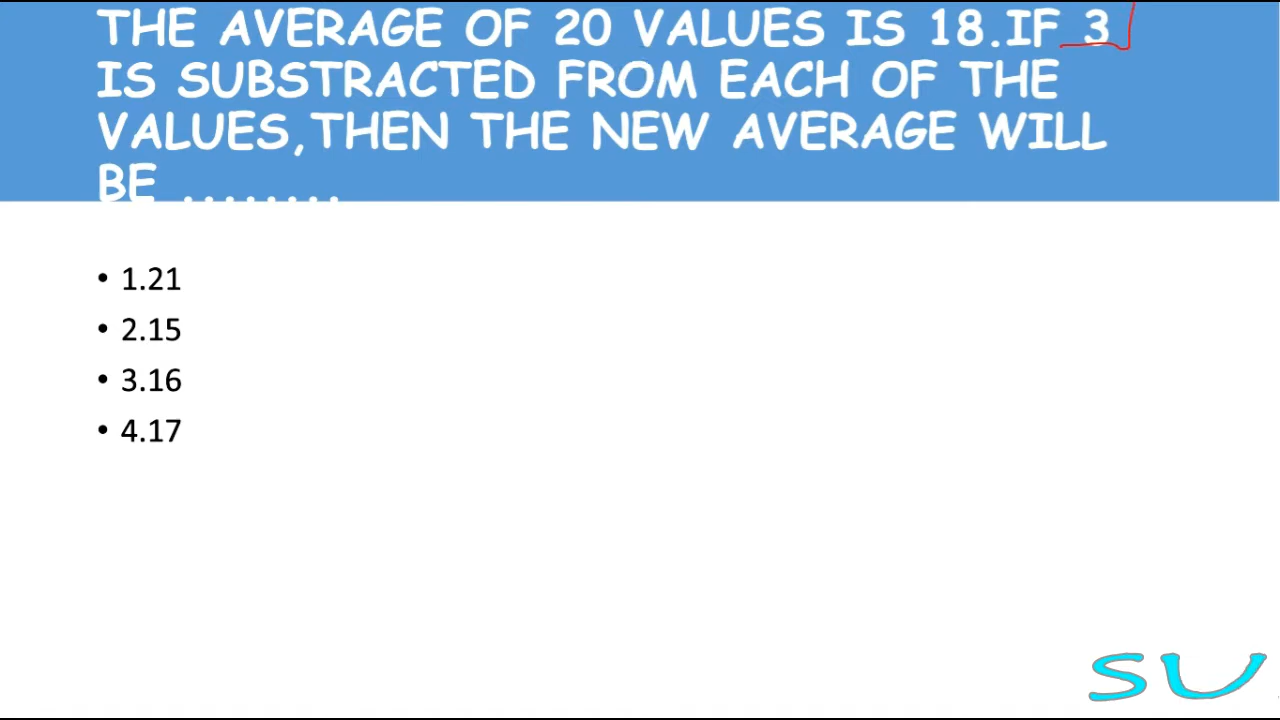 THE AVERAGE OF 20 VALUES IS 18.IF 3
IS SUBSTRACTED FROM EACH OF THE
VALUES,THEN THE NEW AVERAGE WILL
BE ........
• 1.21
• 2.15
• 3.16
• 4.17
SU